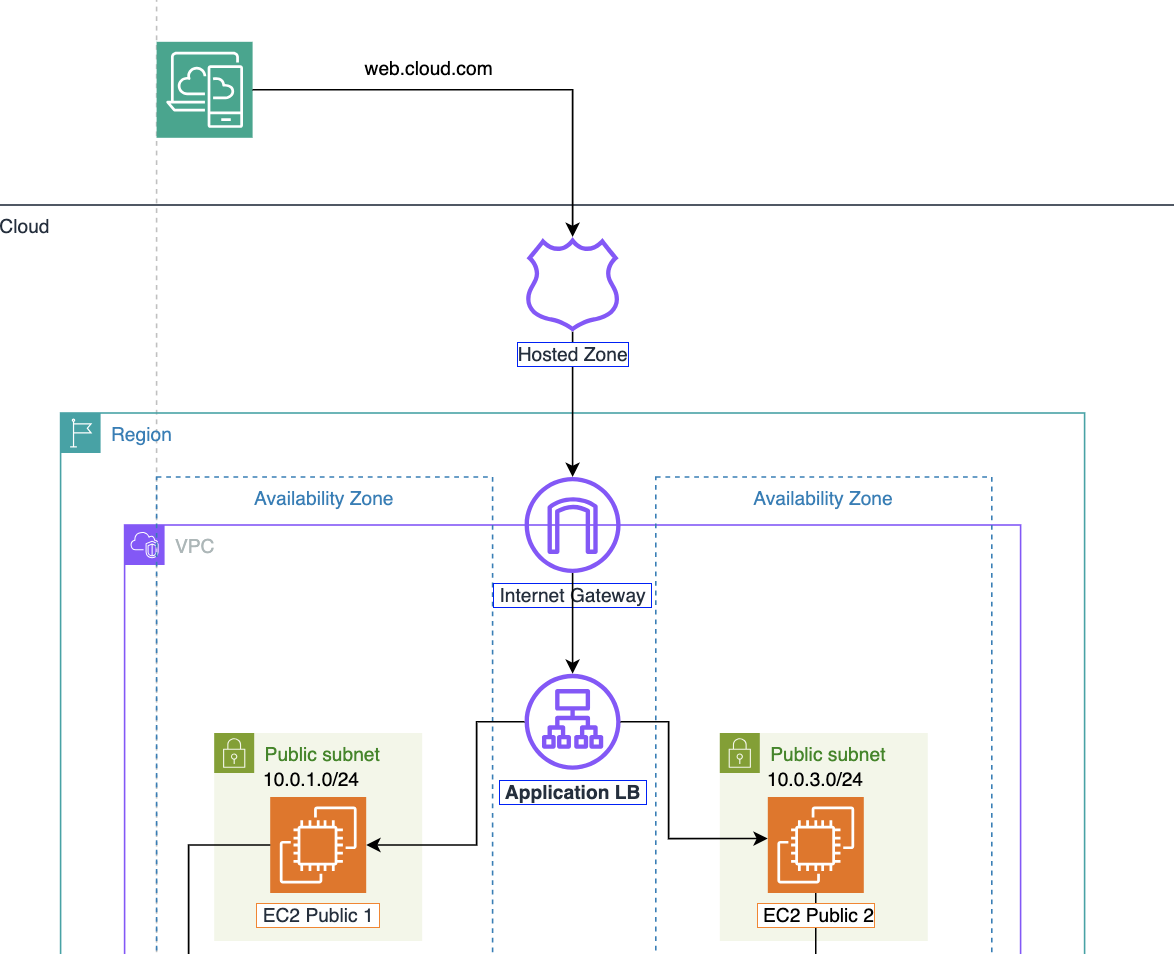 web.cloud.com
Cloud
Hosted Zone
Region
Availability Zone
Availability Zone
VPC
Internet Gateway
Application LB
Public subnet
10.0.1.0/24
EC2 Public 1
Public subnet
10.0.3.0/24
EC2 Public 2